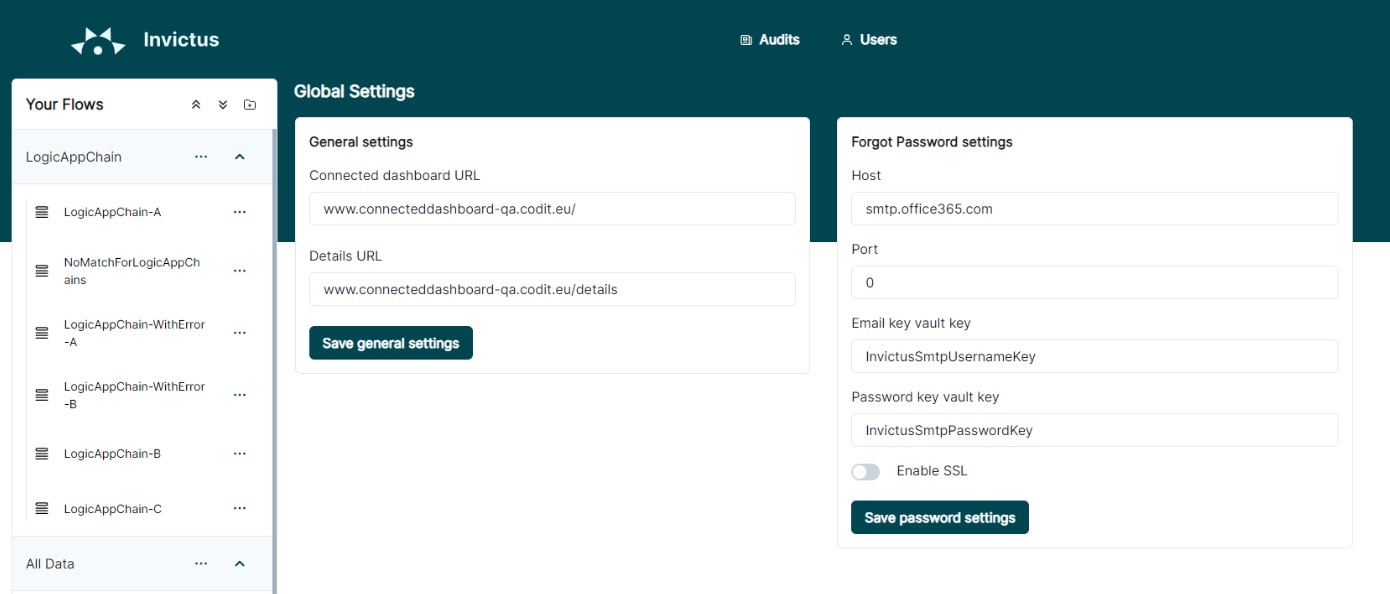 Invictus
Audits
Users
Your Flows
LogicAppChain
LogicAppChain-A
NoMatchForLogicAppCh
ains
LogicAppChain-WithError
-A
LogicAppChain-WithError
-B
LogicAppChain-B
LogicAppChain-C
All Data
Global Settings
General settings
Connected dashboard URL
www.connecteddashboard-qa.codit.eu/
Details URL
www.connecteddashboard-qa.codit.eu/details
Save general settings
Forgot Password settings
Host
smtp.office365.com
Port
0
Email key vault key
InvictusSmtpUsernameKey
Password key vault key
InvictusSmtpPasswordKey
Enable SSL
Save password settings